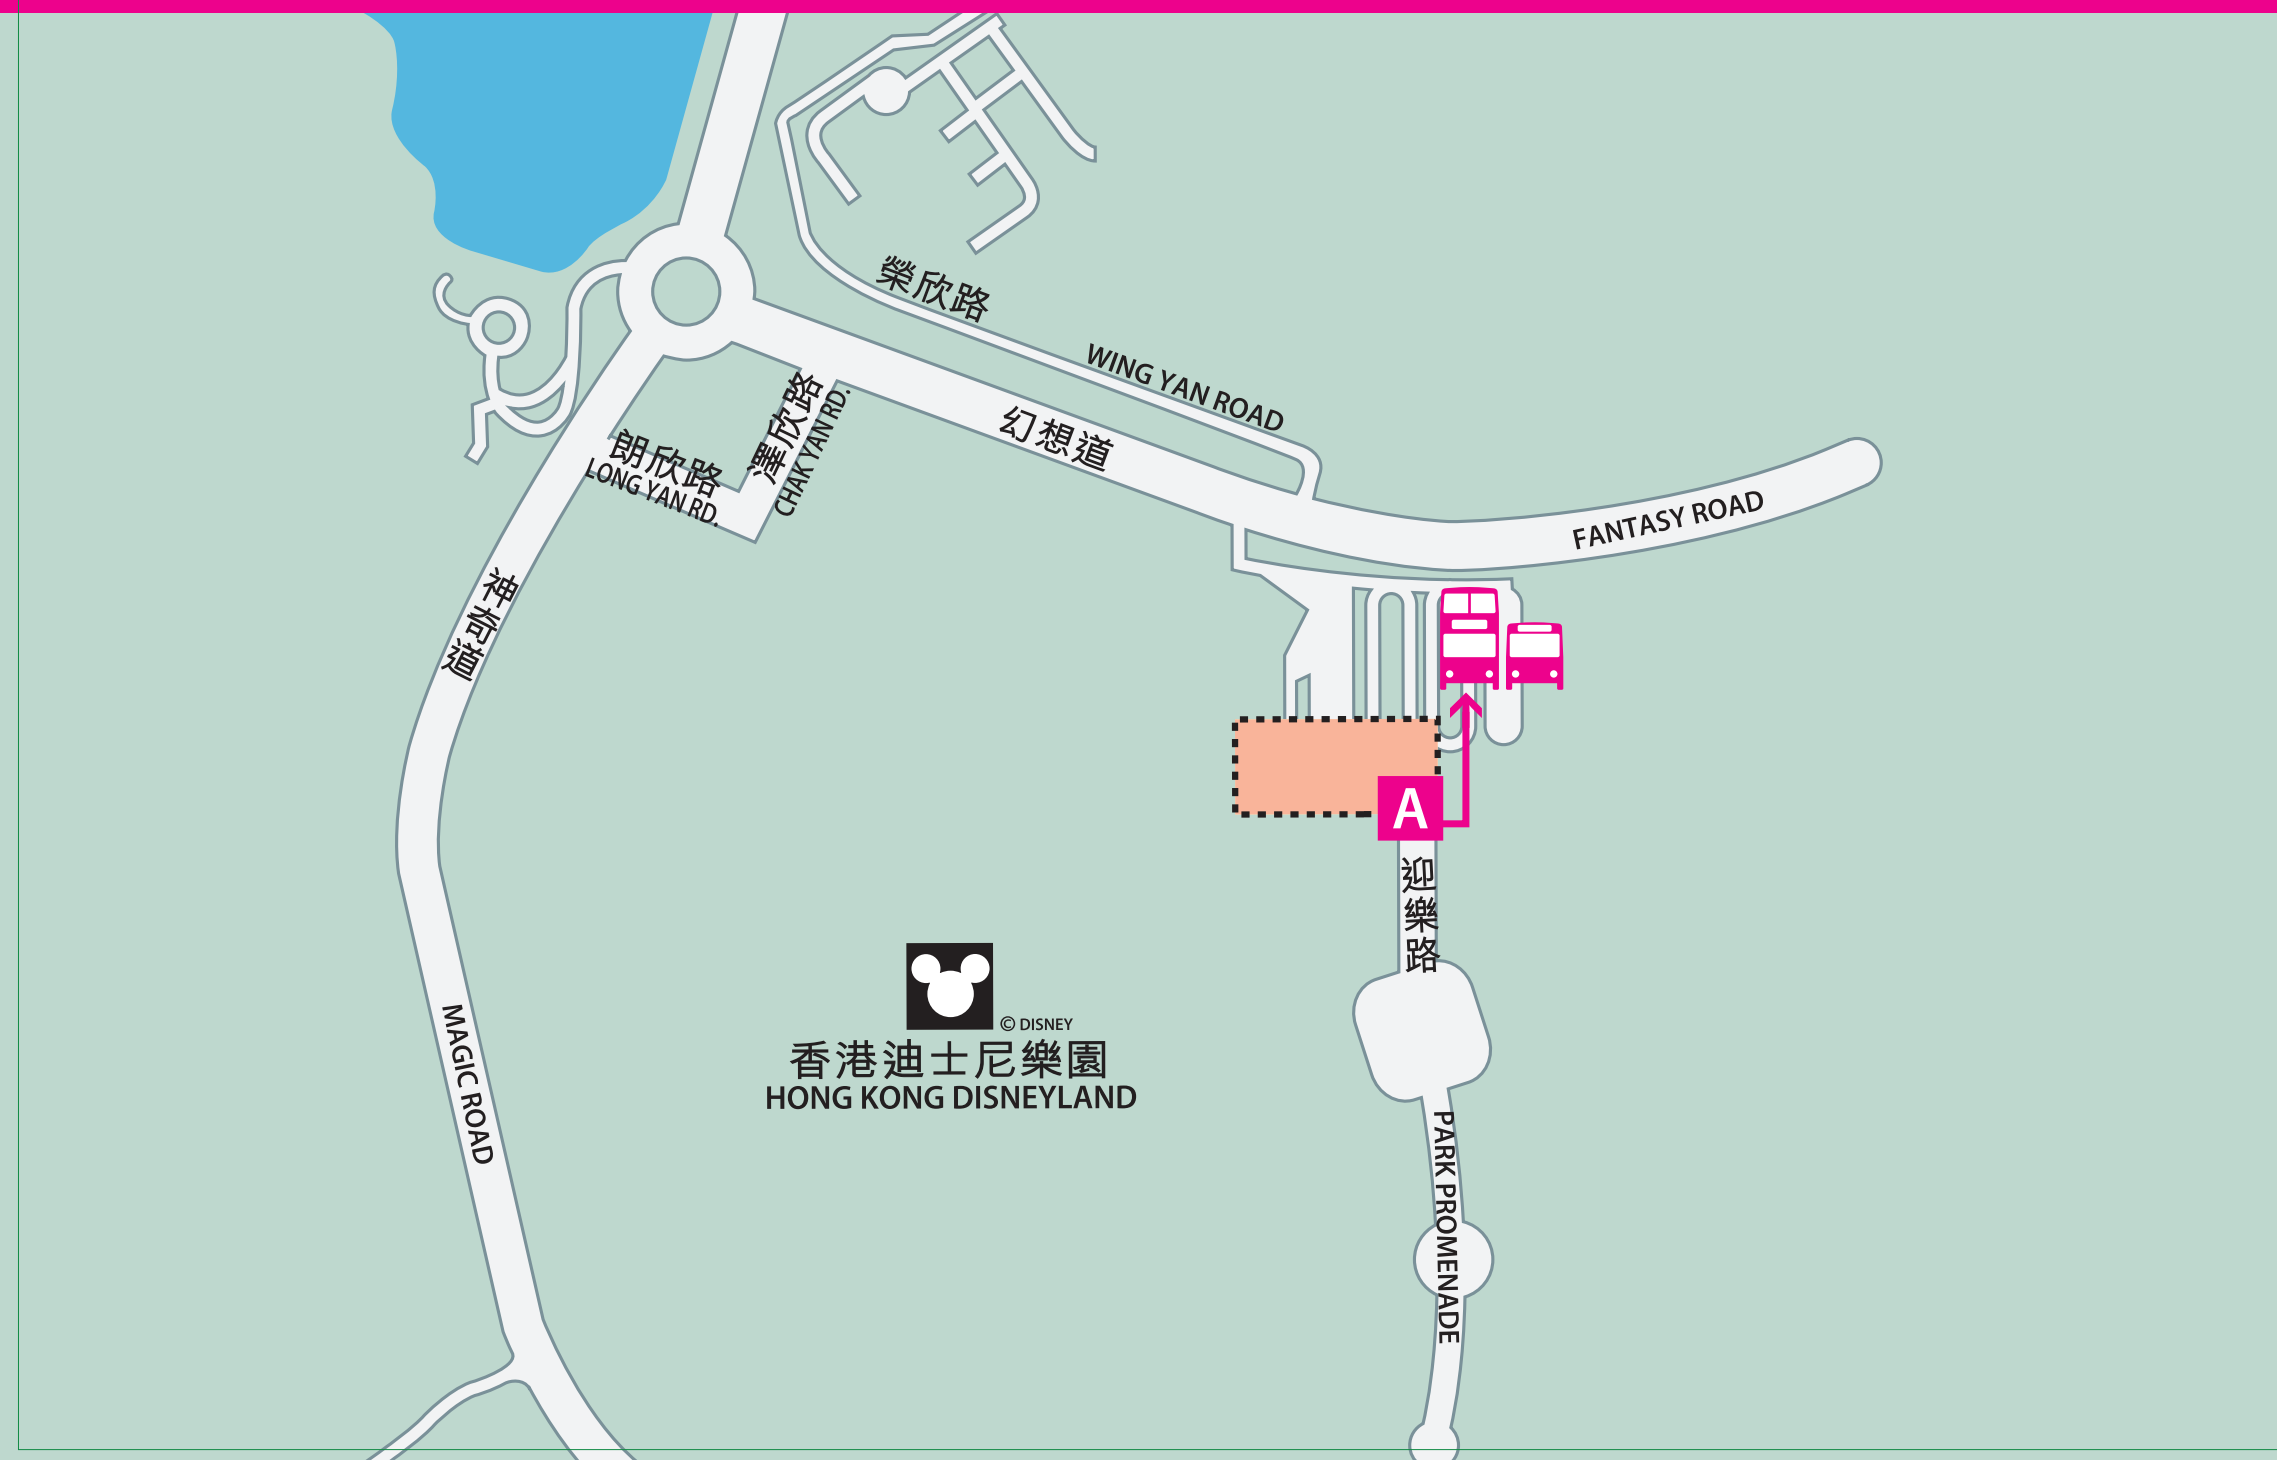 榮欣路
WING YAN ROAD
幻想道
FANTASY ROAD
澤欣路
CHAK YAN RD.
朗欣路
LONG YAN RD.
神奇道
MAGIC ROAD
A
迎樂路
PARK PROMENADE
© DISNEY
香港迪士尼樂園
HONG KONG DISNEYLAND